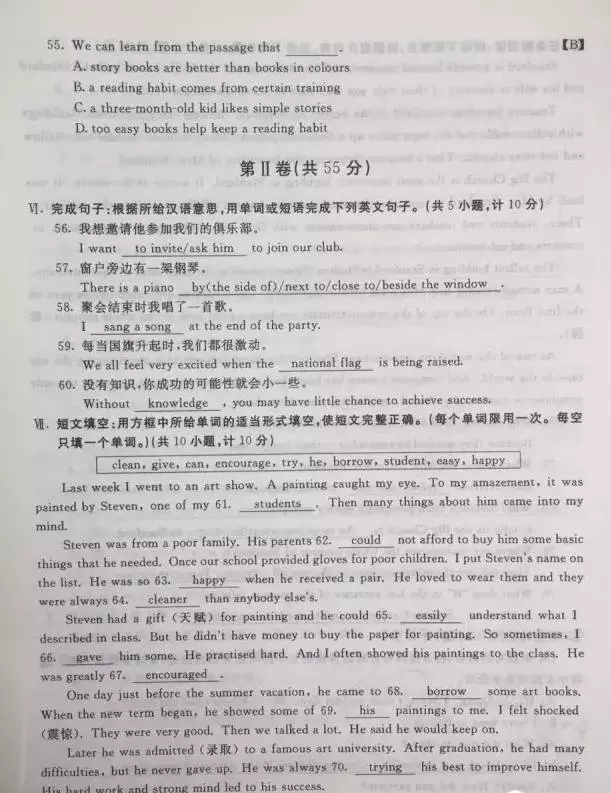 55. We can learn from the passage that ______. 【B】
A. story books are better than books in colours
B. a reading habit comes from certain training
C. a three-month-old kid likes simple stories
D. too easy books help keep a reading habit
第Ⅱ卷(共 55 分)
Ⅵ. 完成句子:根据所给汉语意思,用单词或短语完成下列英文句子。(共 5 小题,计 10 分)
56. 我想邀请他参加我们的俱乐部。
I want to invite/ask him to join our club.
57. 窗户旁边有一架钢琴。
There is a piano by(the side of)/next to/close to/beside the window .
58. 聚会结束时我唱了一首歌。
I sang a song at the end of the party.
59. 每当国旗升起时,我们都很激动。
We all feel very excited when the national flag is being raised.
60. 没有知识,你成功的可能性就会小一些。
Without knowledge , you may have little chance to achieve success.
Ⅶ. 短文填空:用方框中所给单词的适当形式填空,使短文完整正确。(每个单词限用一次。每空
只填一个单词。)(共 10 小题,计 10 分)
clean, give, can, encourage, try, he, borrow, student, easy, happy
Last week I went to an art show. A painting caught my eye. To my amazement, it was
painted by Steven, one of my 61. students . Then many things about him came into my
mind.
Steven was from a poor family. His parents 62. could not afford to buy him some basic
things that he needed. Once our school provided gloves for poor children. I put Steven's name on
the list. He was so 63. happy when he received a pair. He loved to wear them and they
were always 64. cleaner than anybody else's.
Steven had a gift (天赋) for painting and he could 65. easily understand what I
described in class. But he didn't have money to buy the paper for painting. So sometimes, I
66. gave him some. He practised hard. And I often showed his paintings to the class. He
was greatly 67. encouraged .
One day just before the summer vacation, he came to 68. borrow some art books.
When the new term began, he showed some of 69. his paintings to me. I felt shocked
(震惊). They were very good. Then we talked a lot. He said he would keep on.
Later he was admitted (录取) to a famous art university. After graduation, he had many
difficulties, but he never gave up. He was always 70. trying his best to improve himself.
His hard work and strong mind led to his success.